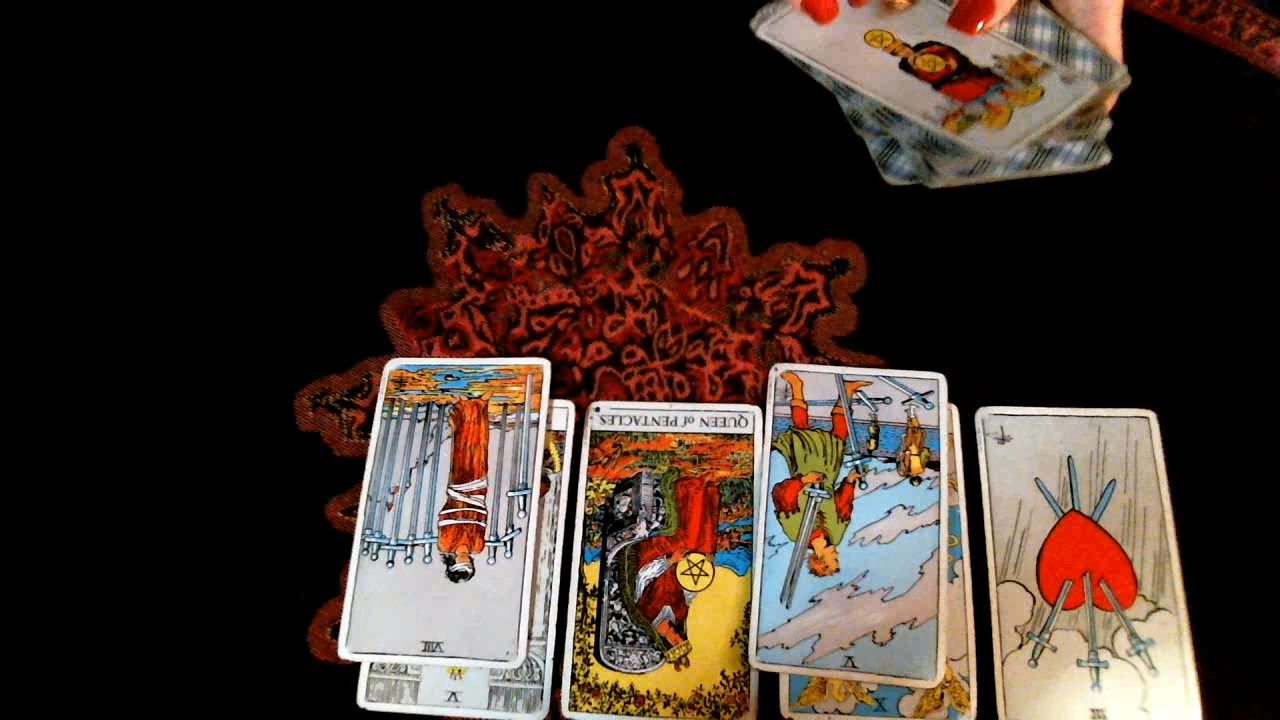 QUEEN of PENTACLES
VIII
V
V
X
III